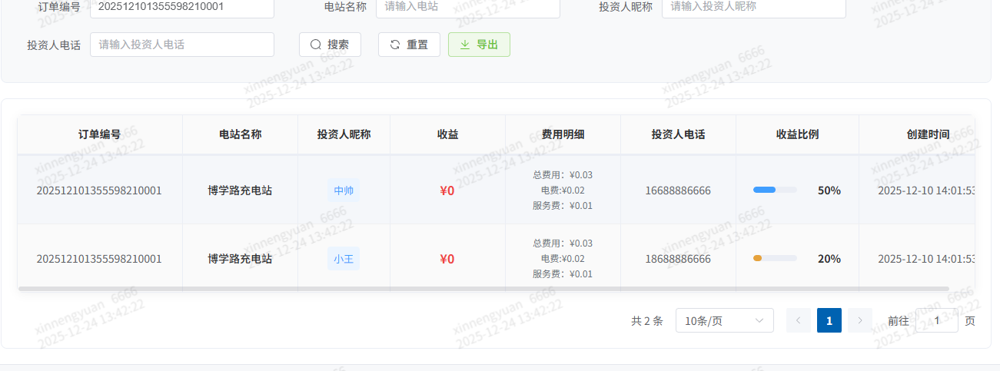 订单编号 202512101355598210001 电站名称 请输入电站 投资人昵称 请输入投资人昵称
投资人电话 请输入投资人电话 搜索 重置 导出
订单编号 电站名称 投资人昵称 收益 费用明细 投资人电话 收益比例 创建时间
202512101355598210001 博学路充电站 中帅 ¥0 总费用：¥0.03 电费:¥0.02 服务费：¥0.01 16688886666 50% 2025-12-10 14:01:53
202512101355598210001 博学路充电站 小王 ¥0 总费用：¥0.03 电费:¥0.02 服务费：¥0.01 18688886666 20% 2025-12-10 14:01:53
共 2 条 10条/页 1 前往 1 页
xinnengyuan 6666
2025-12-24 13:42:22